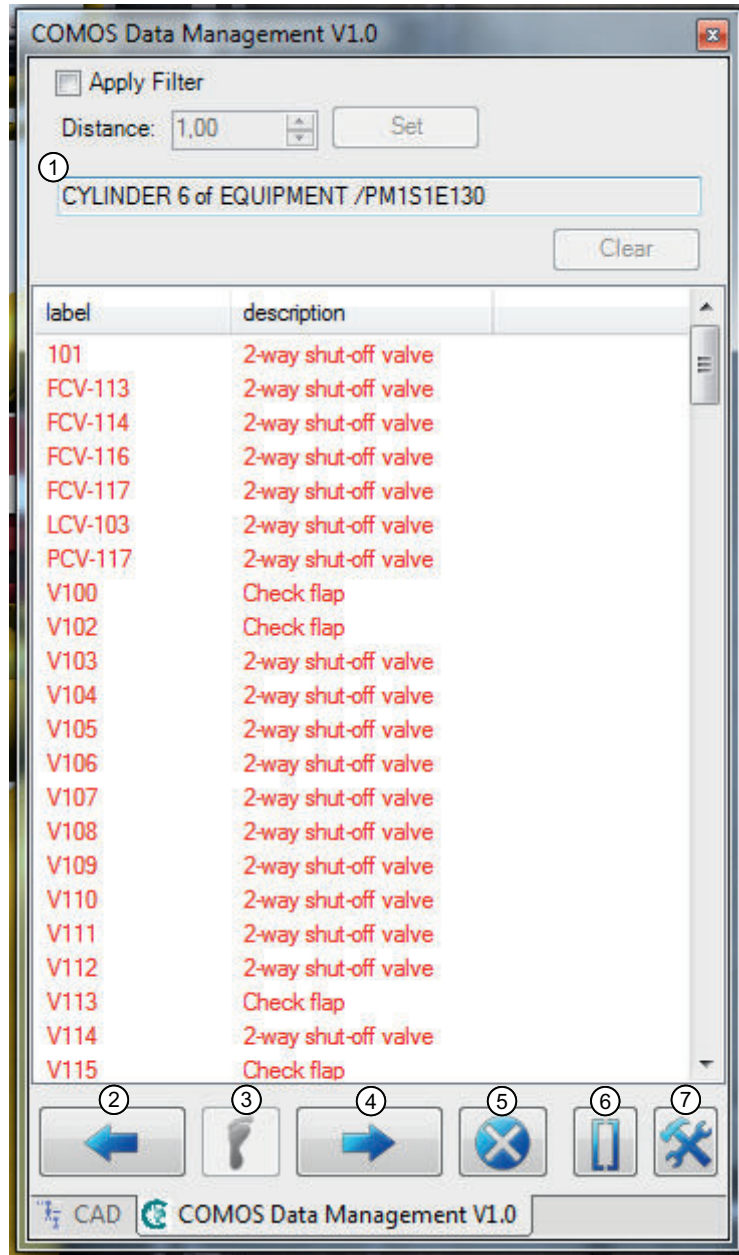 COMOS Data Management V1.0
Apply Filter
Distance: 1,00 Set
1
CYLINDER 6 of EQUIPMENT /PM1S1E130
Clear
label description
101 2-way shut-off valve
FCV-113 2-way shut-off valve
FCV-114 2-way shut-off valve
FCV-116 2-way shut-off valve
FCV-117 2-way shut-off valve
LCV-103 2-way shut-off valve
PCV-117 2-way shut-off valve
V100 Check flap
V102 Check flap
V103 2-way shut-off valve
V104 2-way shut-off valve
V105 2-way shut-off valve
V106 2-way shut-off valve
V107 2-way shut-off valve
V108 2-way shut-off valve
V109 2-way shut-off valve
V110 2-way shut-off valve
V111 2-way shut-off valve
V112 2-way shut-off valve
V113 Check flap
V114 2-way shut-off valve
V115 Check flap
2 3 4 5 6 7
CAD COMOS Data Management V1.0